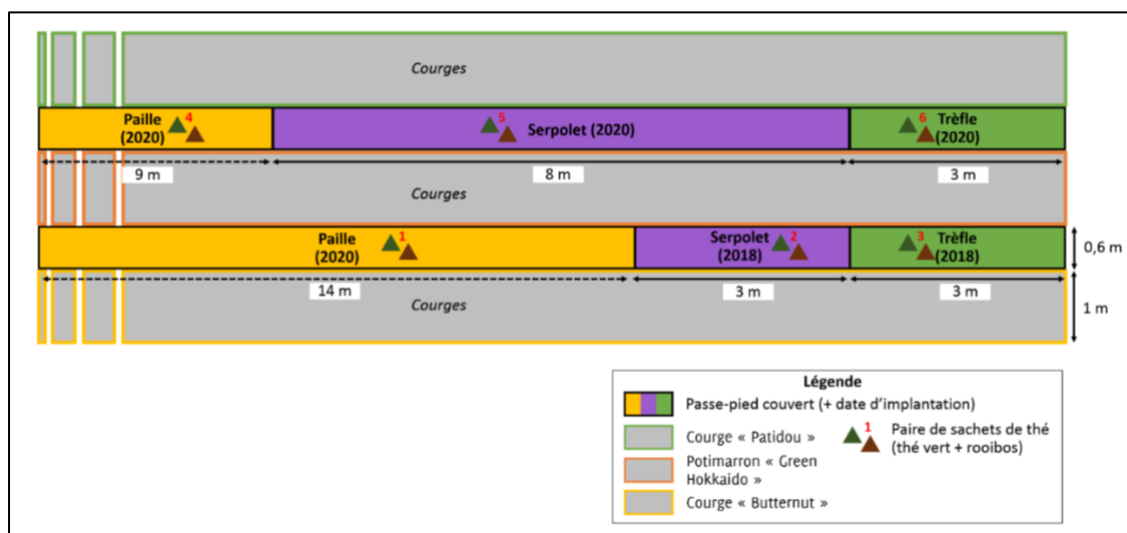 Courges
Paille
(2020)
4
5
Serpolet (2020)
6
Trèfle
(2020)
9 m
8 m
3 m
Courges
Paille
(2020)
1
Serpolet
(2018)
2
3
Trèfle
(2018)
0,6 m
14 m
3 m
3 m
Courges
1 m
Légende
Passe-pied couvert (+ date d'implantation)
Courge « Patidou »
1
Paire de sachets de thé
(thé vert + rooibos)
Potimarron « Green
Hokkaido »
Courge « Butternut »